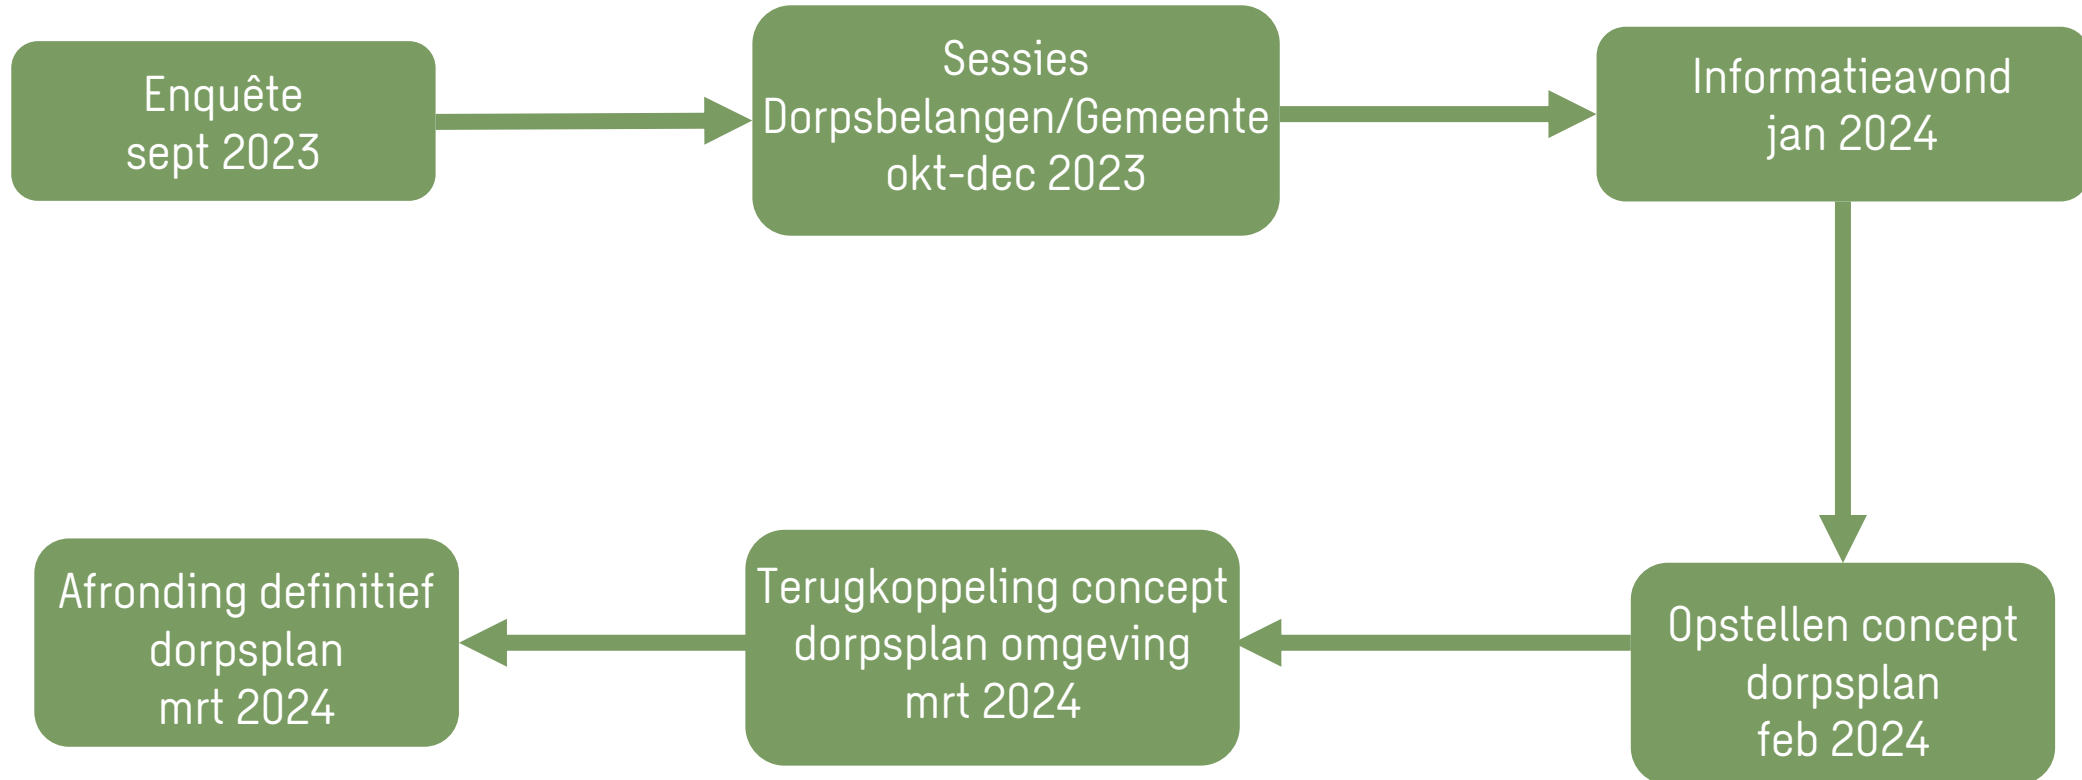 Enquête
sept 2023
Sessies
Dorpsbelangen/Gemeente
okt-dec 2023
Informatieavond
jan 2024
Opstellen concept
dorpsplan
feb 2024
Terugkoppeling concept
dorpsplan omgeving
mrt 2024
Afronding definitief
dorpsplan
mrt 2024